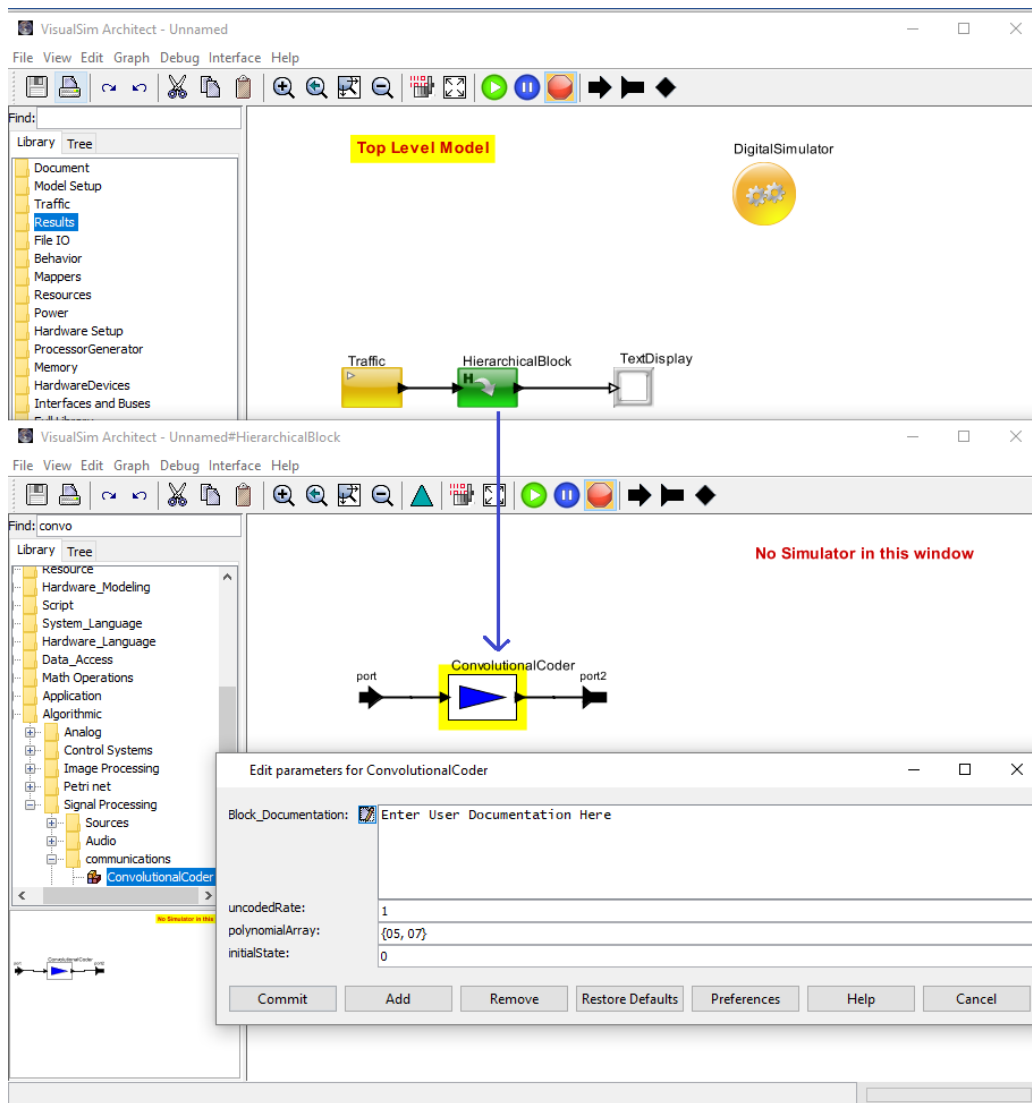 VisualSim Architect - Unnamed
File View Edit Graph Debug Interface Help
Find:
Library Tree
Document
Model Setup
Traffic
Results
File IO
Behavior
Mappers
Resources
Power
Hardware Setup
ProcessorGenerator
Memory
HardwareDevices
Interfaces and Buses
Top Level Model
DigitalSimulator
Traffic
HierarchicalBlock
H
TextDisplay
VisualSim Architect - Unnamed#HierarchicalBlock
File View Edit Graph Debug Interface Help
Find: convo
Library Tree
Resource
Hardware_Modeling
Script
System_Language
Hardware_Language
Data_Access
Math Operations
Application
Algorithmic
Analog
Control Systems
Image Processing
Petri net
Signal Processing
Sources
Audio
communications
ConvolutionalCoder
No Simulator in this window
port
ConvolutionalCoder
port2
Edit parameters for ConvolutionalCoder
Block_Documentation: Enter User Documentation Here
uncodedRate: 1
polynomialArray: {05, 07}
initialState: 0
Commit Add Remove Restore Defaults Preferences Help Cancel
No Simulator in this